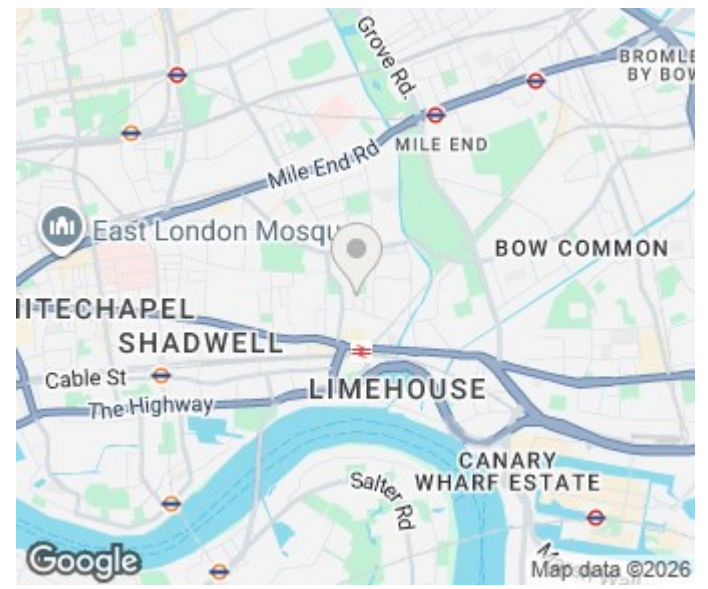 Grove Rd.
BROMLE
BY BOW
MILE END
Mile End Rd
East London Mosqu
BOW COMMON
HITECHAPEL
SHADWELL
Cable St
LIMEHOUSE
The Highway
CANARY
WHARF ESTATE
Salter Rd
Google
Map data ©2026